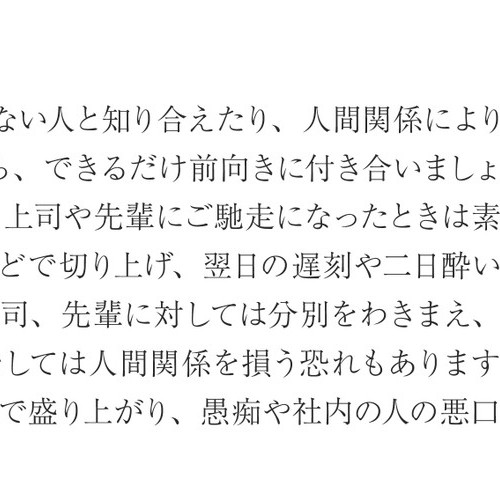 ない人と知り合えたり、人間関係により
ら、できるだけ前向きに付き合いましょ
上司や先輩にご馳走になったときは素
どで切り上げ、翌日の遅刻や二日酔い
司、先輩に対しては分別をわきまえ、
しては人間関係を損う恐れもあります
で盛り上がり、愚痴や社内の人の悪口